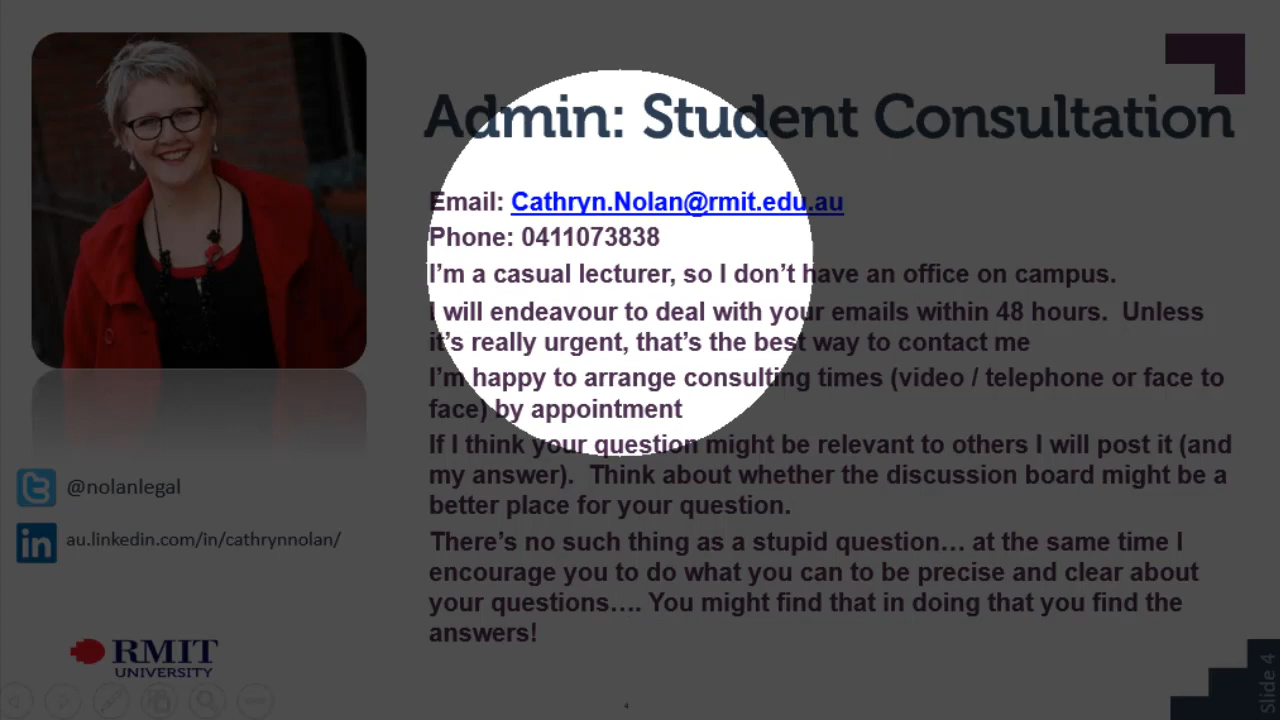 Admin: Student Consultation
Email: Cathryn.Nolan@rmit.edu.au
Phone: 0411073838
I'm a casual lecturer, so I don't have an office on campus.
I will endeavour to deal with your emails within 48 hours.  Unless
it's really urgent, that's the best way to contact me
I'm happy to arrange consulting times (video / telephone or face to
face) by appointment
If I think your question might be relevant to others I will post it (and
my answer).  Think about whether the discussion board might be a
better place for your question.
There's no such thing as a stupid question… at the same time I
encourage you to do what you can to be precise and clear about
your questions…. You might find that in doing that you find the
answers!
@nolanlegal
in au.linkedin.com/in/cathrynnolan/
RMIT
UNIVERSITY
4
Slide 4